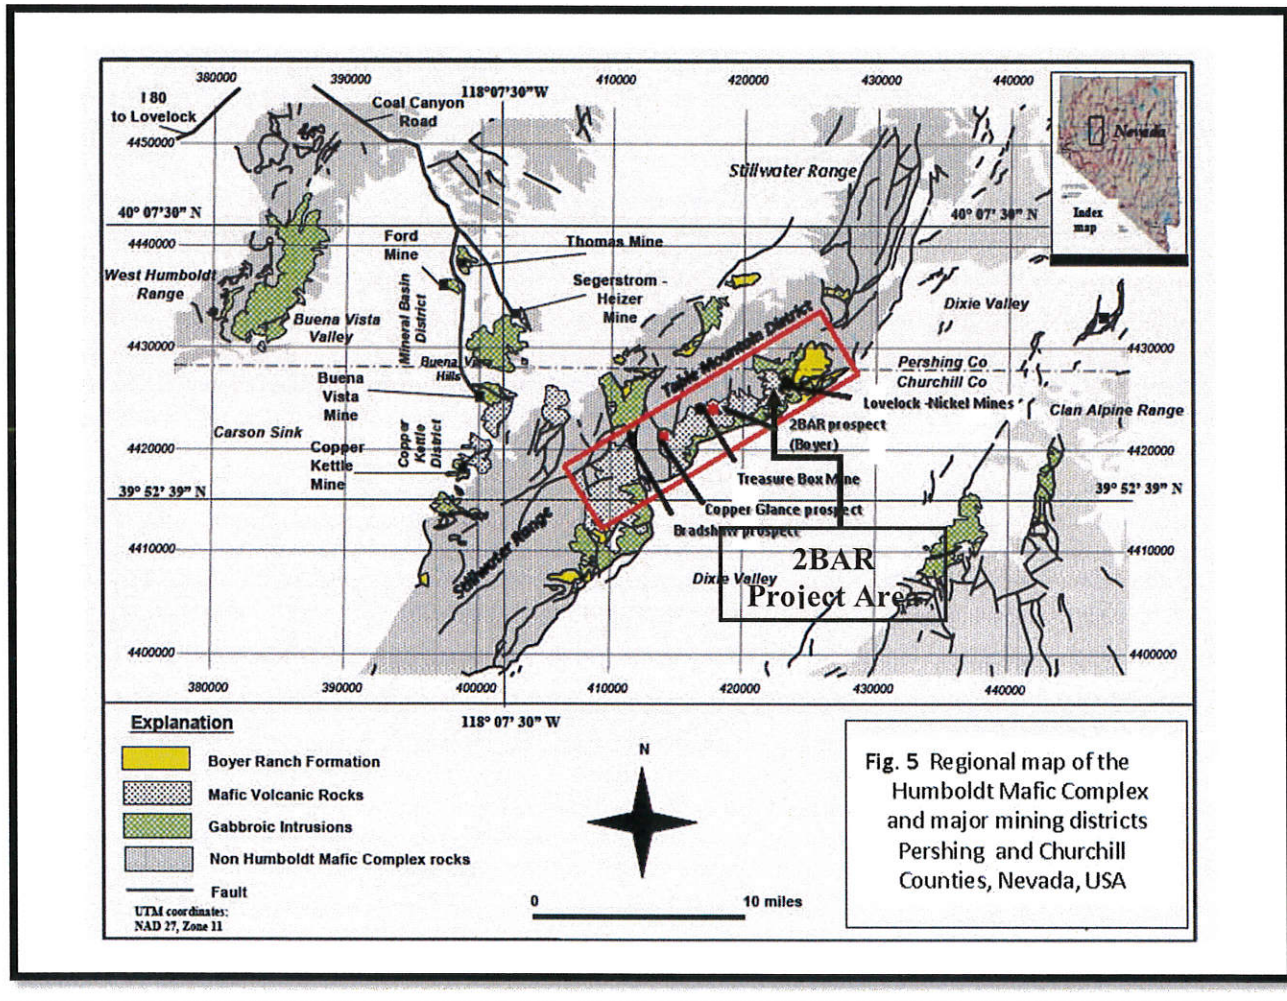 380000
390000
410000
420000
430000
440000
118°07'30"W
I 80
to Lovelock
Coal Canyon
Road
Nevada
Index
map
4450000
Stillwater Range
40° 07'30" N
40° 07' 30" N
4440000
Ford
Mine
Thomas Mine
West Humboldt
Range
Segerstrom -
Heizer
Mine
Mineral Basin
District
Dixie Valley
Buena Vista
Valley
Table Mountain District
4430000
4430000
Buena Vista
Hills
Pershing Co
Churchill Co
Buena
Vista
Mine
Lovelock -Nickel Mines
Clan Alpine Range
2BAR prospect
(Boyer)
Carson Sink
Copper
Kettle
District
Copper
Kettle
Mine
4420000
4420000
Treasure Box Mine
39° 52' 39" N
39° 52' 39" N
Copper Glance prospect
Bradshaw prospect
4410000
4410000
Stillwater Range
Dixie Valley
2BAR
Project Area
4400000
4400000
380000
390000
400000
410000
420000
430000
440000
118° 07' 30" W
Explanation
Boyer Ranch Formation
Mafic Volcanic Rocks
Gabbroic Intrusions
Non Humboldt Mafic Complex rocks
Fault
UTM coordinates:
NAD 27, Zone 11
N
0
10 miles
Fig. 5 Regional map of the
Humboldt Mafic Complex
and major mining districts
Pershing and Churchill
Counties, Nevada, USA